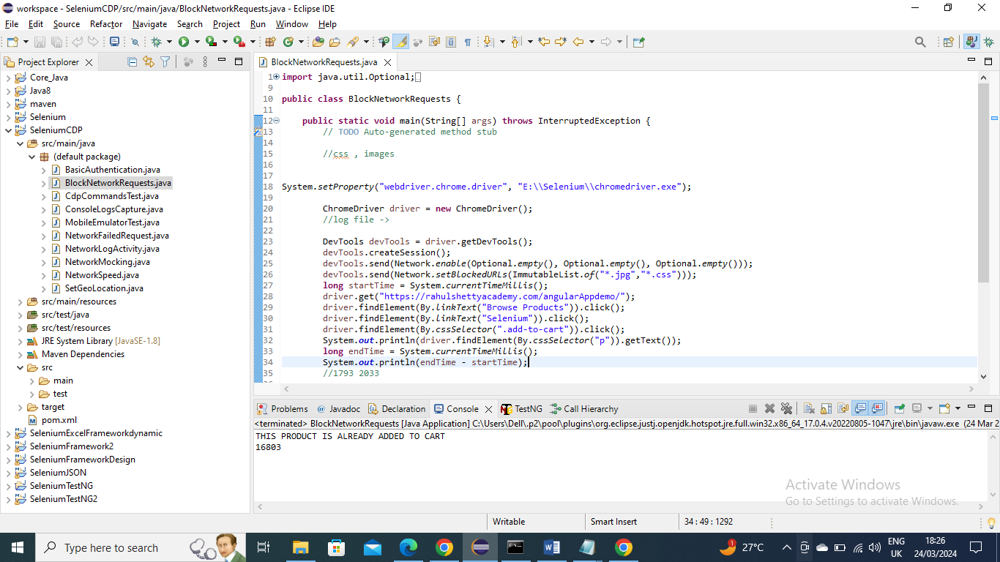 workspace - SeleniumCDP/src/main/java/BlockNetworkRequests.java - Eclipse IDE
File Edit Source Refactor Navigate Search Project Run Window Help
Project Explorer
Core_Java
Java8
maven
Selenium
SeleniumCDP
src/main/java
(default package)
BasicAuthentication.java
BlockNetworkRequests.java
CdpCommandsTest.java
ConsoleLogsCapture.java
MobileEmulatorTest.java
NetworkFailedRequest.java
NetworkLogActivity.java
NetworkMocking.java
NetworkSpeed.java
SetGeoLocation.java
src/main/resources
src/test/java
src/test/resources
JRE System Library [JavaSE-1.8]
Maven Dependencies
src
main
test
target
pom.xml
SeleniumExcelFrameworkdynamic
SeleniumFramework2
SeleniumFrameworkDesign
SeleniumJSON
SeleniumTestNG
SeleniumTestNG2
BlockNetworkRequests.java
1 import java.util.Optional;
9
10 public class BlockNetworkRequests {
11
12 public static void main(String[] args) throws InterruptedException {
13 // TODO Auto-generated method stub
14
15 //css , images
16
17
18 System.setProperty("webdriver.chrome.driver", "E:\\Selenium\\chromedriver.exe");
19
20 ChromeDriver driver = new ChromeDriver();
21 //log file ->
22
23 DevTools devTools = driver.getDevTools();
24 devTools.createSession();
25 devTools.send(Network.enable(Optional.empty(), Optional.empty(), Optional.empty()));
26 devTools.send(Network.setBlockedURLs(ImmutableList.of("*.jpg","*.css")));
27 long startTime = System.currentTimeMillis();
28 driver.get("https://rahulshettyacademy.com/angularAppdemo/");
29 driver.findElement(By.linkText("Browse Products")).click();
30 driver.findElement(By.linkText("Selenium")).click();
31 driver.findElement(By.cssSelector(".add-to-cart")).click();
32 System.out.println(driver.findElement(By.cssSelector("p")).getText());
33 long endTime = System.currentTimeMillis();
34 System.out.println(endTime - startTime);
35 //1793 2033
Problems Javadoc Declaration Console TestNG Call Hierarchy
<terminated> BlockNetworkRequests [Java Application] C:\Users\Dell\.p2\pool\plugins\org.eclipse.justj.openjdk.hotspot.jre.full.win32.x86_64_17.0.4.v20220805-1047\jre\bin\javaw.exe (24 Mar 2
THIS PRODUCT IS ALREADY ADDED TO CART
16803
Activate Windows
Go to Settings to activate Windows.
Writable Smart Insert 34 : 49 : 1292
Type here to search
27°C
ENG
UK
18:26
24/03/2024